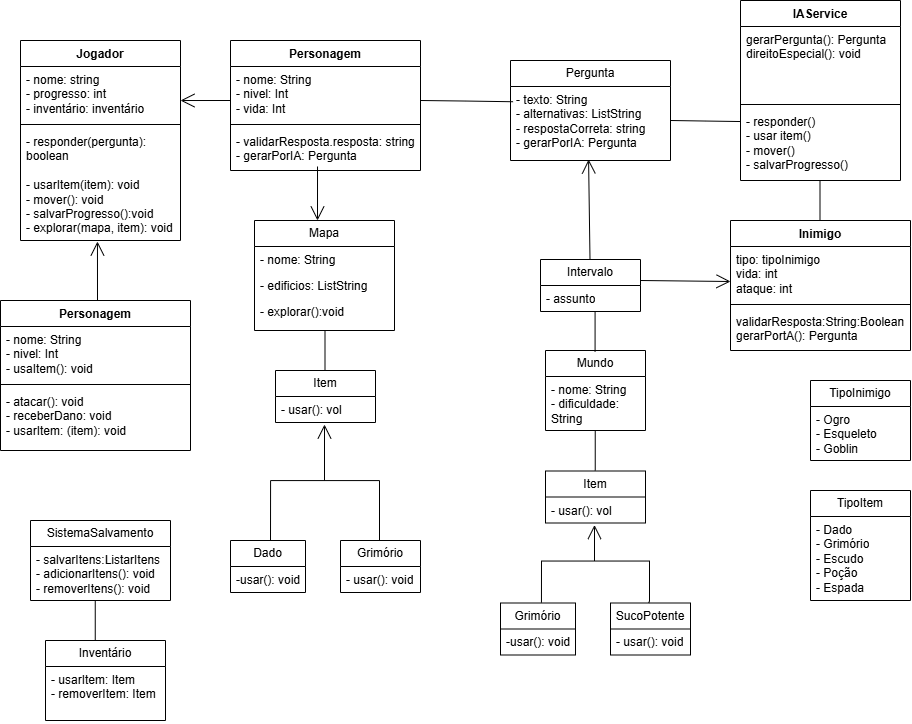 IAService
gerarPergunta(): Pergunta
direitoEspecial(): void
- responder()
- usar item()
- mover()
- salvarProgresso()
Jogador
- nome: string
- progresso: int
- inventário: inventário
- responder(pergunta):
boolean
- usarItem(item): void
- mover(): void
- salvarProgresso():void
- explorar(mapa, item): void
Personagem
- nome: String
- nivel: Int
- vida: Int
- validarResposta.resposta: string
- gerarPorIA: Pergunta
Pergunta
- texto: String
- alternativas: ListString
- respostaCorreta: string
- gerarPorIA: Pergunta
Mapa
- nome: String
- edificios: ListString
- explorar():void
Inimigo
tipo: tipoInimigo
vida: int
ataque: int
validarResposta:String:Boolean
gerarPortA(): Pergunta
Intervalo
- assunto
Personagem
- nome: String
- nivel: Int
- usaItem(): void
- atacar(): void
- receberDano: void
- usarItem: (item): void
Item
- usar(): vol
Mundo
- nome: String
- dificuldade:
String
TipoInimigo
- Ogro
- Esqueleto
- Goblin
Item
- usar(): vol
TipoItem
- Dado
- Grimório
- Escudo
- Poção
- Espada
SistemaSalvamento
- salvarItens:ListarItens
- adicionarItens(): void
- removerItens(): void
Dado
-usar(): void
Grimório
- usar(): void
Grimório
-usar(): void
SucoPotente
- usar(): void
Inventário
- usarItem: Item
- removerItem: Item